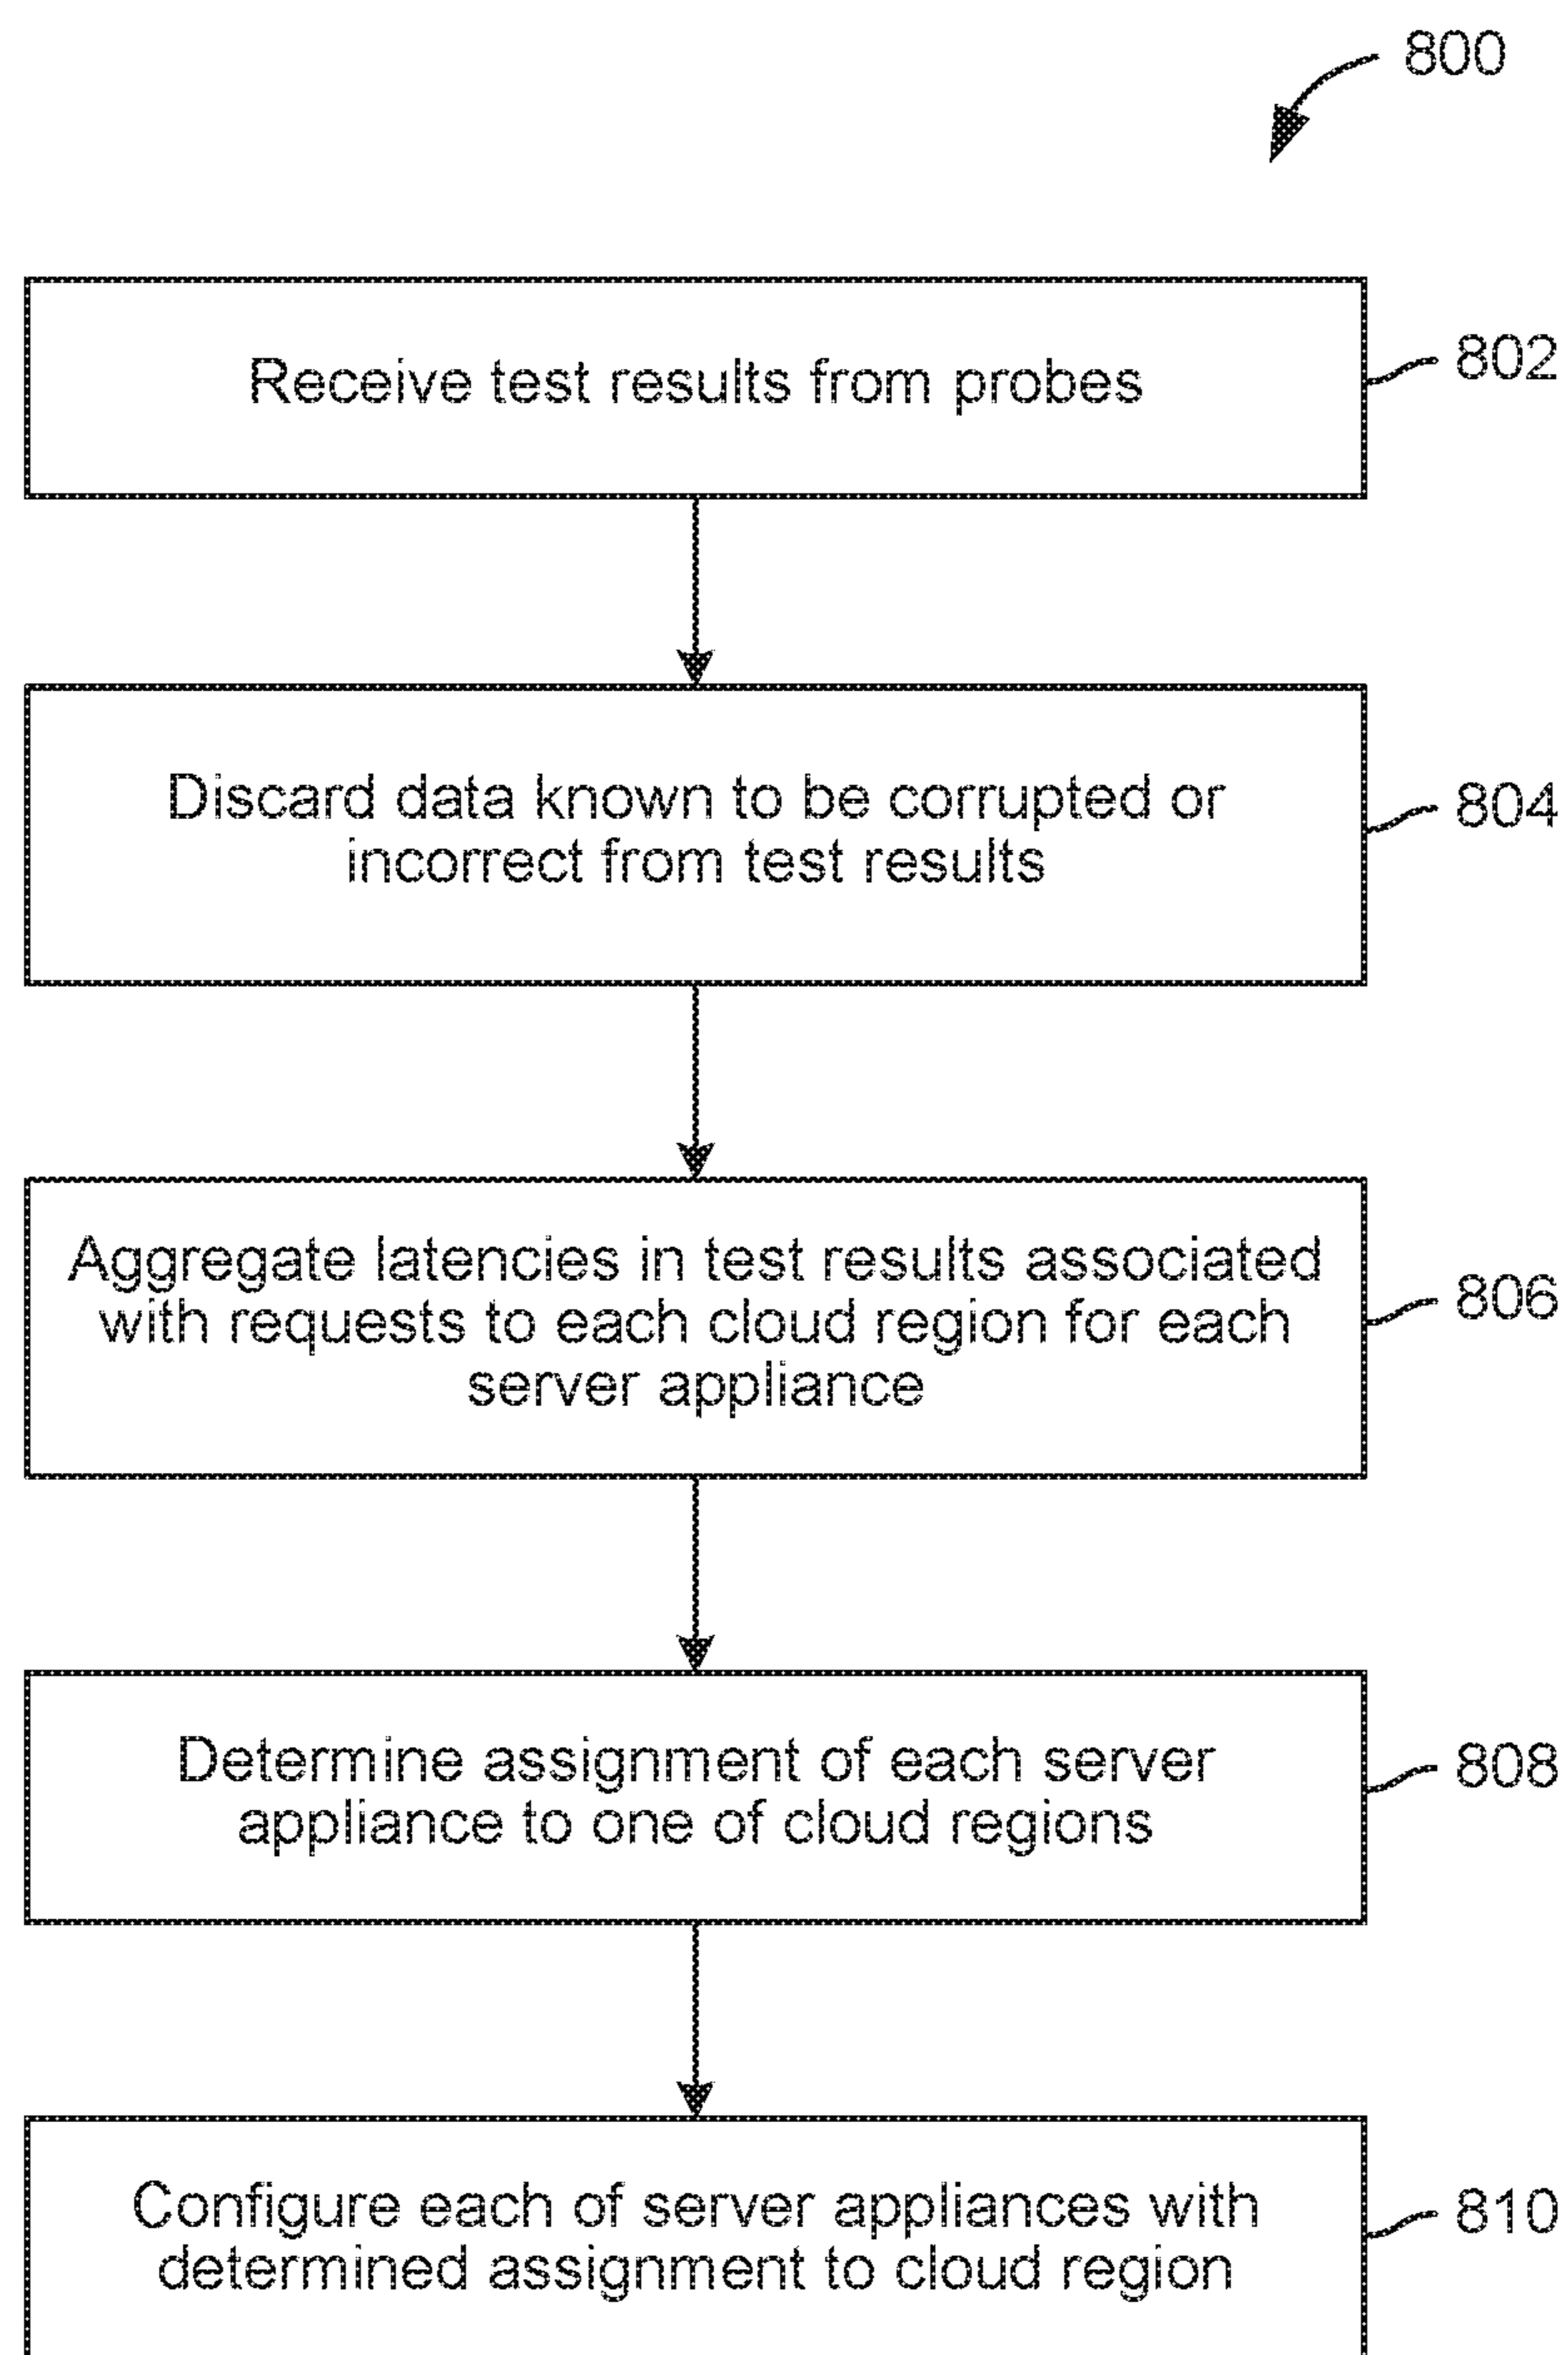 800
Receive test results from probes
802
Discard data known to be corrupted or
incorrect from test results
804
Aggregate latencies in test results associated
with requests to each cloud region for each
server appliance
806
Determine assignment of each server
appliance to one of cloud regions
808
Configure each of server appliances with
determined assignment to cloud region
810